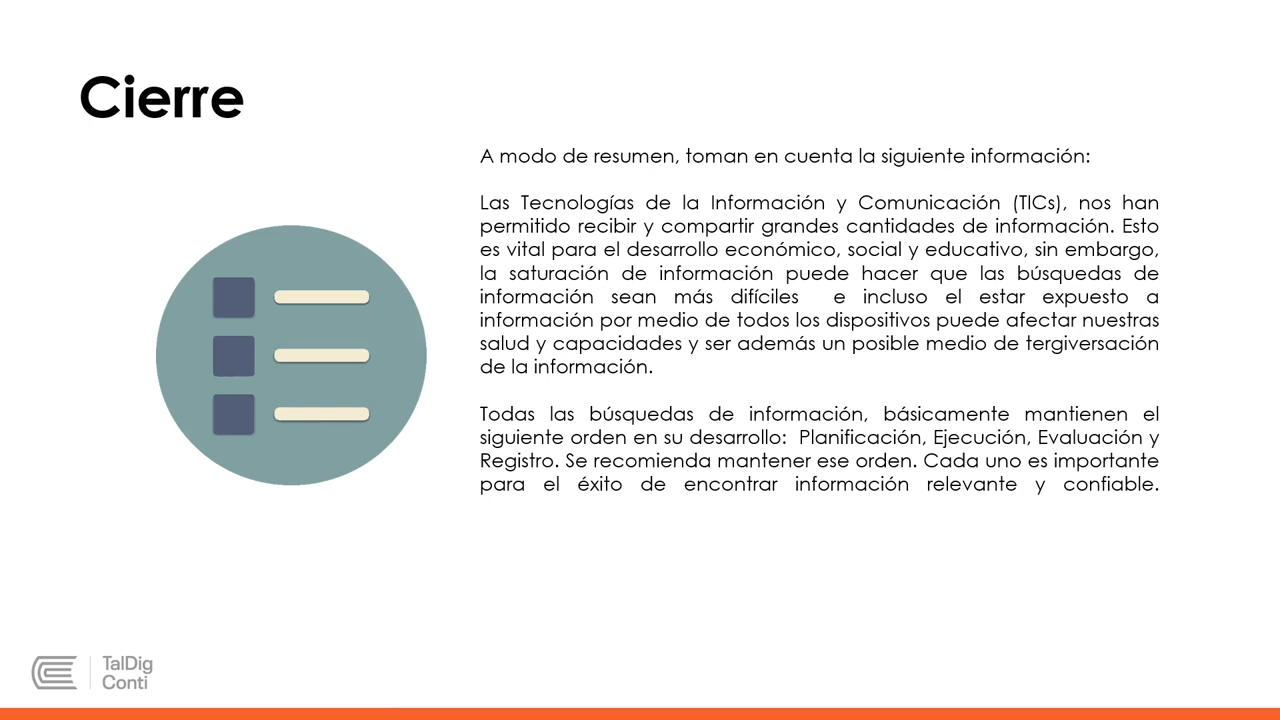 Cierre
A modo de resumen, toman en cuenta la siguiente información:
Las Tecnologías de la Información y Comunicación (TICs), nos han
permitido recibir y compartir grandes cantidades de información. Esto
es vital para el desarrollo económico, social y educativo, sin embargo,
la saturación de información puede hacer que las búsquedas de
información sean más difíciles e incluso el estar expuesto a
información por medio de todos los dispositivos puede afectar nuestras
salud y capacidades y ser además un posible medio de tergiversación
de la información.
Todas las búsquedas de información, básicamente mantienen el
siguiente orden en su desarrollo: Planificación, Ejecución, Evaluación y
Registro. Se recomienda mantener ese orden. Cada uno es importante
para el éxito de encontrar información relevante y confiable.
TalDig
Conti